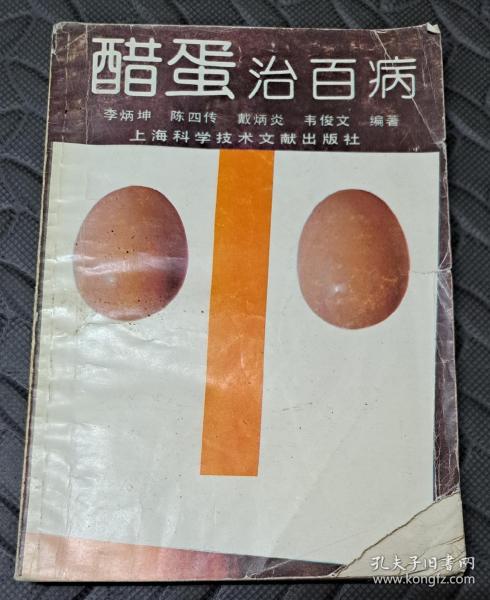 醋蛋治百病
李炳坤 陈四传 戴炳炎 韦俊文 编著
上海科学技术文献出版社
孔夫子旧书网
www.kongfz.com